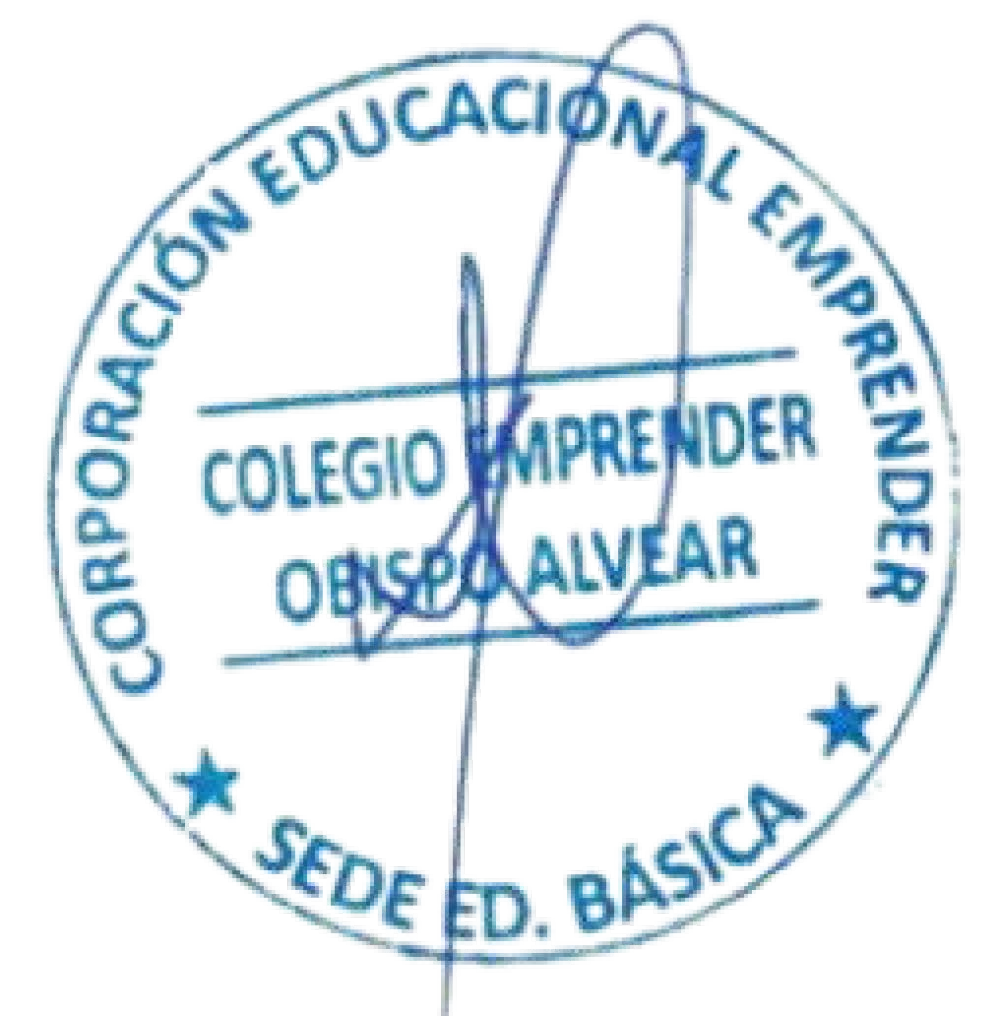 CORPORACIÓN EDUCACIONAL EMPRENDER
COLEGIO EMPRENDER
OBISPO ALVEAR
SEDE ED. BÁSICA